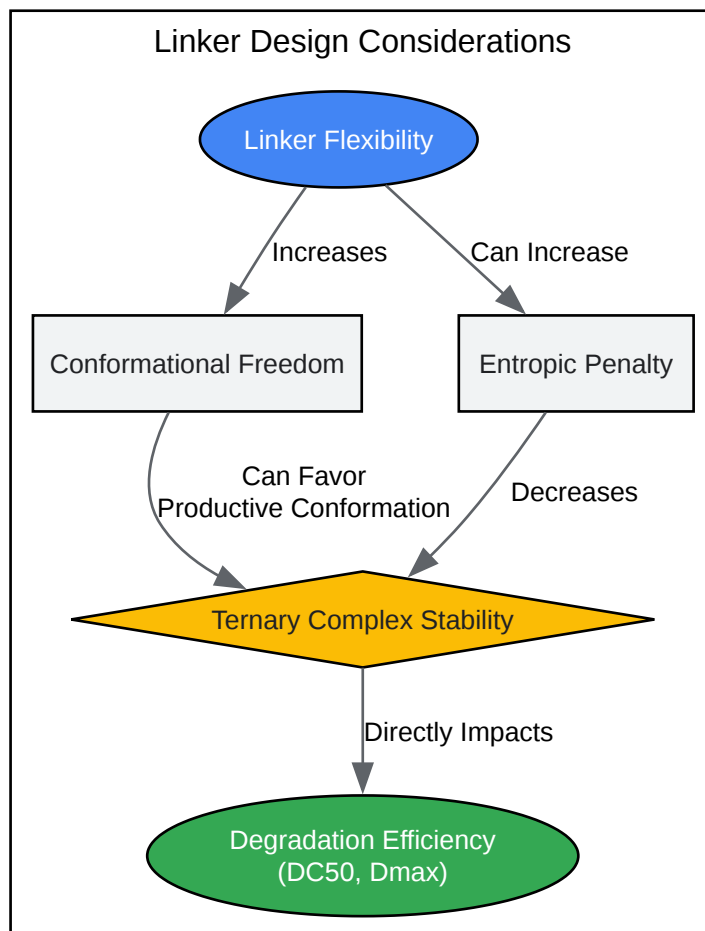 Linker Design Considerations
Linker Flexibility
Increases
Can Increase
Conformational Freedom
Entropic Penalty
Can Favor
Productive Conformation
Decreases
Ternary Complex Stability
Directly Impacts
Degradation Efficiency
(DC50, Dmax)